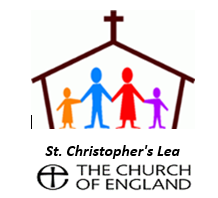 St. Christopher's Lea
THE CHURCH
OF ENGLAND